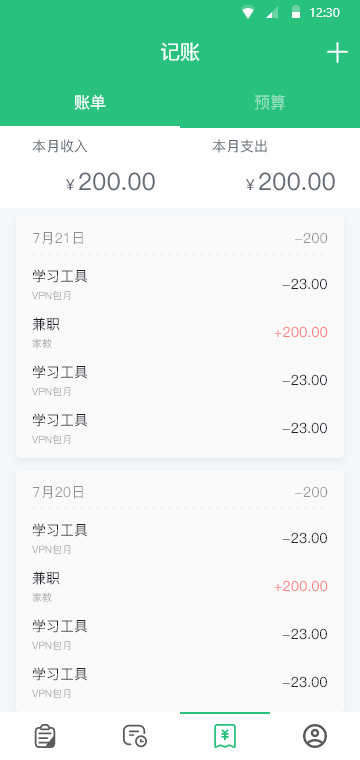 12:30
记账
账单 预算
本月收入 本月支出
¥200.00 ¥200.00
7月21日 -200
学习工具 -23.00
VPN包月
兼职 +200.00
家教
学习工具 -23.00
VPN包月
学习工具 -23.00
VPN包月
7月20日 -200
学习工具 -23.00
VPN包月
兼职 +200.00
家教
学习工具 -23.00
VPN包月
学习工具 -23.00
VPN包月